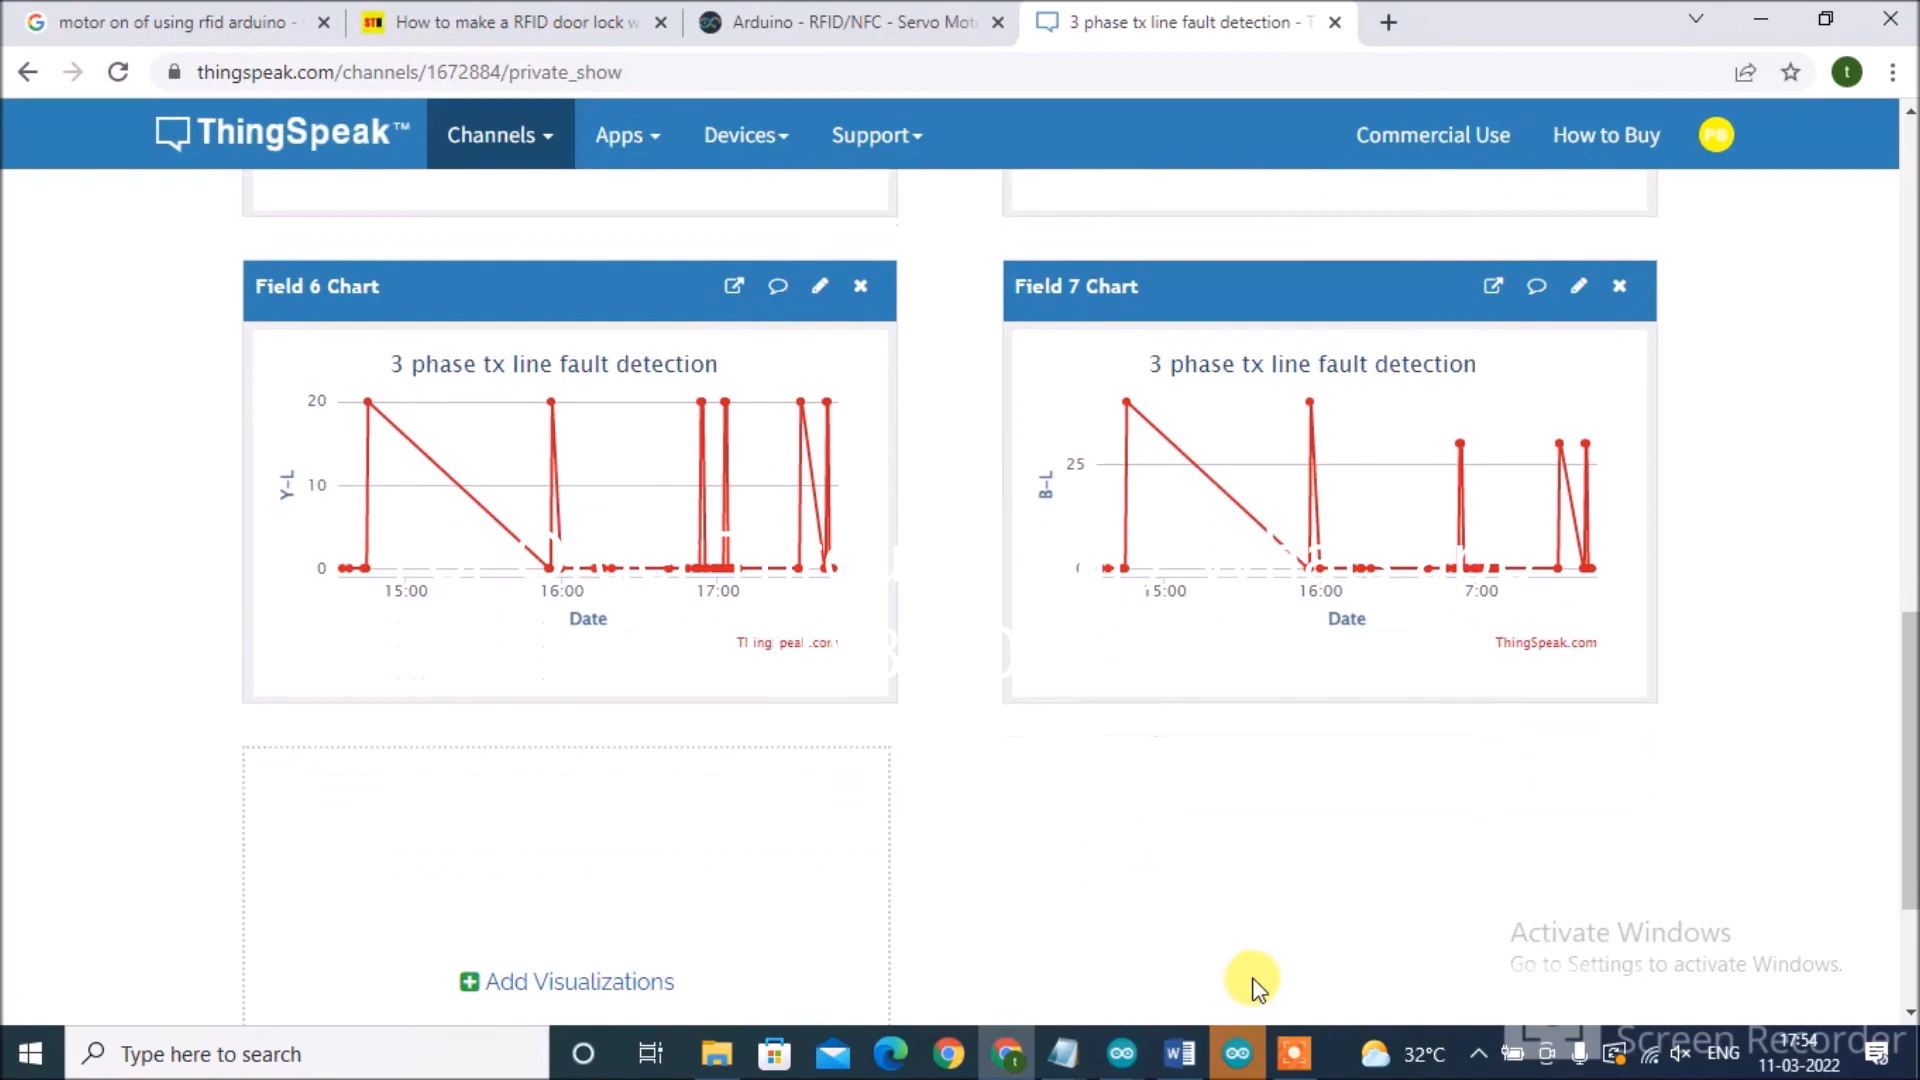 motor on of using rfid arduino -
How to make a RFID door lock w
Arduino - RFID/NFC - Servo Mot
3 phase tx line fault detection - T
thingspeak.com/channels/1672884/private_show
ThingSpeak™
Channels
Apps
Devices
Support
Commercial Use
How to Buy
PB
Field 6 Chart
3 phase tx line fault detection
20
10
0
Y-L
15:00
16:00
17:00
Date
Field 7 Chart
3 phase tx line fault detection
25
B-L
15:00
16:00
7:00
Date
ThingSpeak.com
Add Visualizations
Activate Windows
Go to Settings to activate Windows.
Screen Recorder
Type here to search
32°C
ENG
17:54
11-03-2022